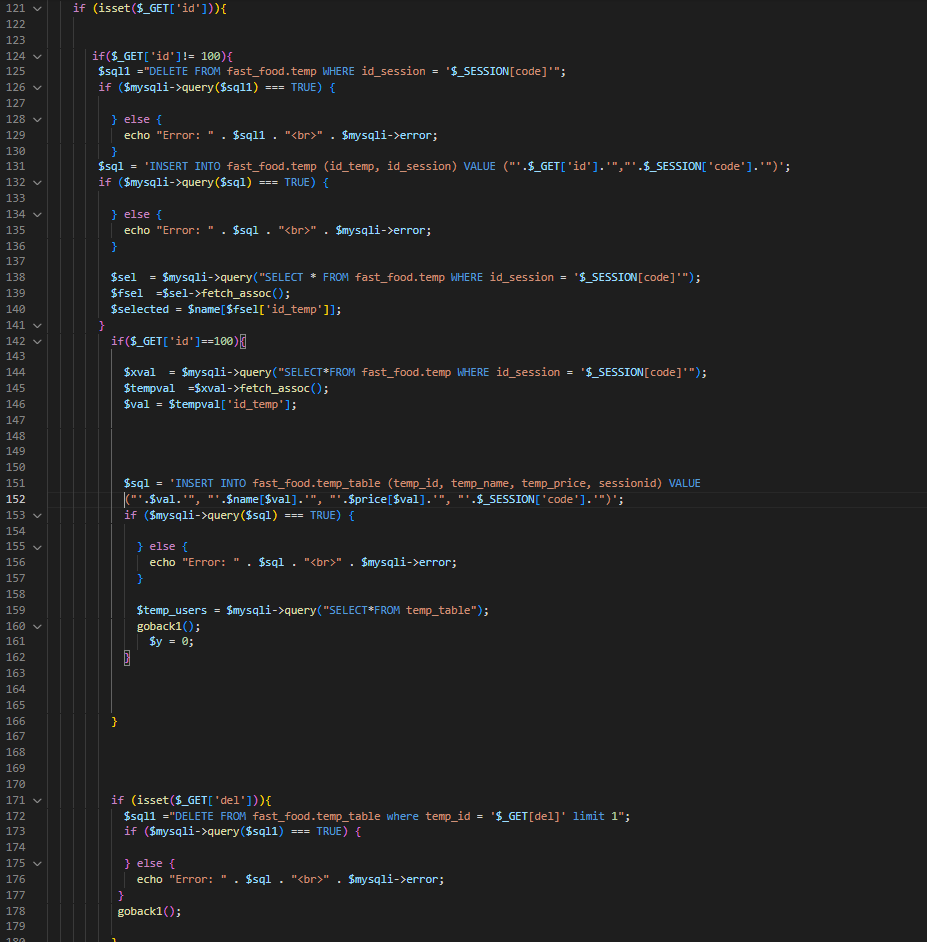 121 if (isset($_GET['id'])){
122
123
124 if($_GET['id']!= 100){
125 $sql1 ="DELETE FROM fast_food.temp WHERE id_session = '$_SESSION[code]'";
126 if ($mysqli->query($sql1) === TRUE) {
127
128 } else {
129 echo "Error: " . $sql1 . "<br>" . $mysqli->error;
130 }
131 $sql = 'INSERT INTO fast_food.temp (id_temp, id_session) VALUE ("'.$_GET['id'].'","'.$_SESSION['code'].'")';
132 if ($mysqli->query($sql) === TRUE) {
133
134 } else {
135 echo "Error: " . $sql . "<br>" . $mysqli->error;
136 }
137
138 $sel  = $mysqli->query("SELECT * FROM fast_food.temp WHERE id_session = '$_SESSION[code]'");
139 $fsel  =$sel->fetch_assoc();
140 $selected = $name[$fsel['id_temp']];
141 }
142 if($_GET['id']==100){
143
144 $xval  = $mysqli->query("SELECT*FROM fast_food.temp WHERE id_session = '$_SESSION[code]'");
145 $tempval  =$xval->fetch_assoc();
146 $val = $tempval['id_temp'];
147
148
149
150
151 $sql = 'INSERT INTO fast_food.temp_table (temp_id, temp_name, temp_price, sessionid) VALUE
152 ("'.$val.'", "'.$name[$val].'", "'.$price[$val].'", "'.$_SESSION['code'].'")';
153 if ($mysqli->query($sql) === TRUE) {
154
155 } else {
156 echo "Error: " . $sql . "<br>" . $mysqli->error;
157 }
158
159 $temp_users = $mysqli->query("SELECT*FROM temp_table");
160 goback1();
161 $y = 0;
162 }
163
164
165
166 }
167
168
169
170
171 if (isset($_GET['del'])){
172 $sql1 ="DELETE FROM fast_food.temp_table where temp_id = '$_GET[del]' limit 1";
173 if ($mysqli->query($sql1) === TRUE) {
174
175 } else {
176 echo "Error: " . $sql . "<br>" . $mysqli->error;
177 }
178 goback1();
179
180 }